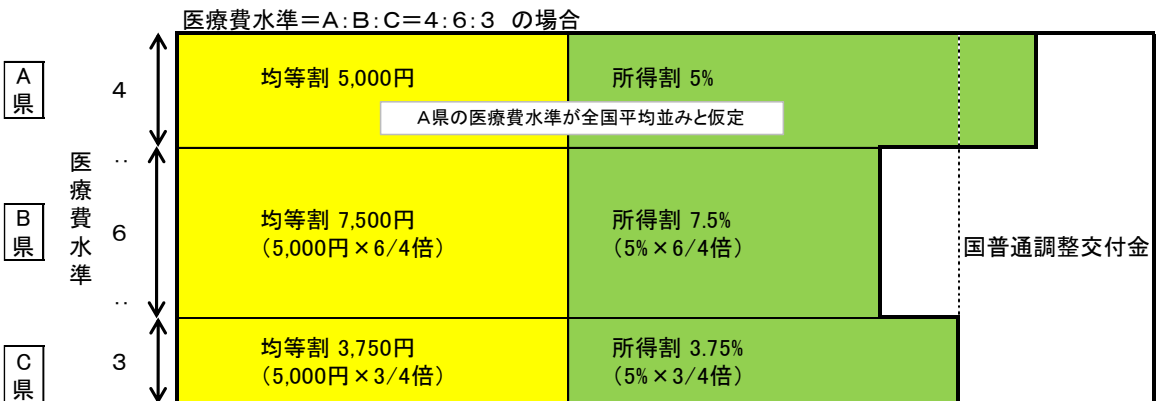 医療費水準＝A：B：C＝４：６：３ の場合
A
県
４
均等割 5,000円
所得割 5%
A県の医療費水準が全国平均並みと仮定
医療費水準
：
B
県
６
均等割 7,500円
（5,000円×6/4倍）
所得割 7.5%
（5%×6/4倍）
国普通調整交付金
：
C
県
３
均等割 3,750円
（5,000円×3/4倍）
所得割 3.75%
（5%×3/4倍）